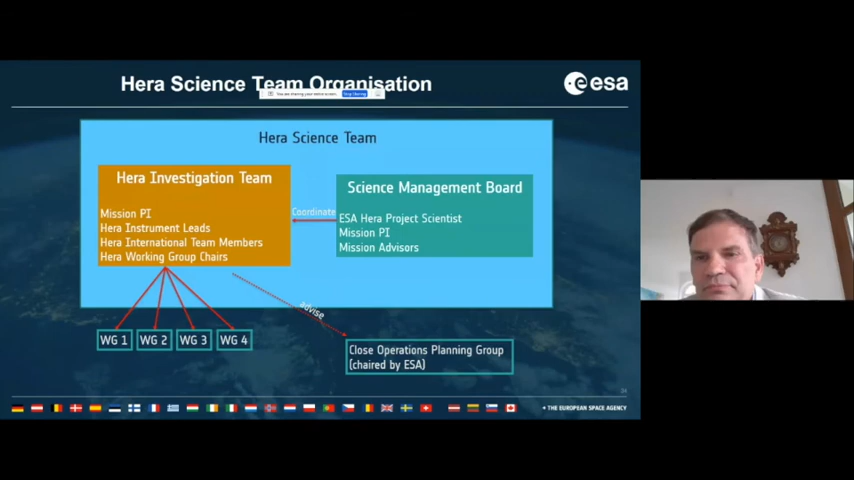 Hera Science Team Organisation
esa
Hera Science Team
Hera Investigation Team
Mission PI
Hera Instrument Leads
Hera International Team Members
Hera Working Group Chairs
Coordinate
Science Management Board
ESA Hera Project Scientist
Mission PI
Mission Advisors
advise
WG 1
WG 2
WG 3
WG 4
Close Operations Planning Group
(chaired by ESA)
THE EUROPEAN SPACE AGENCY